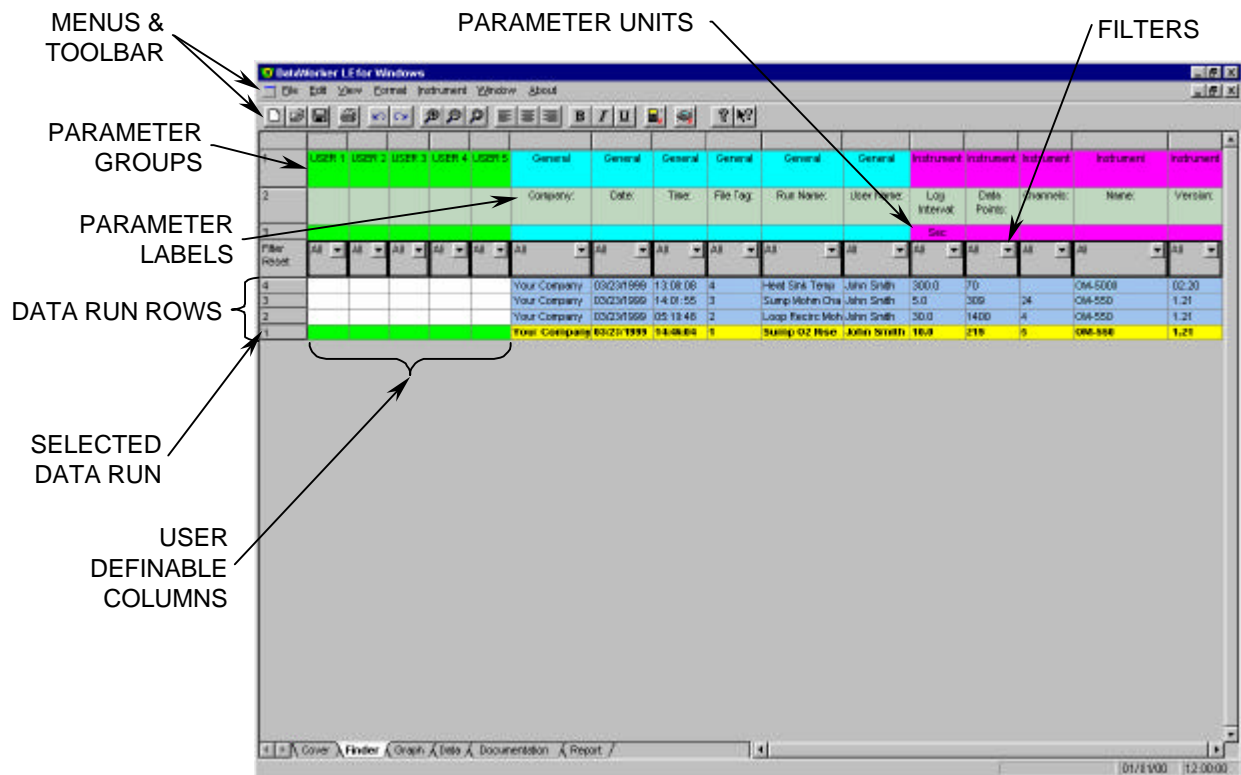 MENUS &
TOOLBAR
PARAMETER UNITS
FILTERS
DataWorker LE for Windows
File Edit View Format Instrument Window About
B I U
PARAMETER
GROUPS
1 USER 1 USER 2 USER 3 USER 4 USER 5 General General General General General General Instrument Instrument Instrument Instrument Instrument
2 Company: Date: Time: File Tag: Run Name: User Name: Log Interval: Data Points: Channels: Name: Version:
PARAMETER
LABELS
3 Sec
Filter Reset All All All All All All All All All All All All All All All All
DATA RUN ROWS
4 Your Company 03/23/1999 13:08:08 4 Heat Sink Temp John Smith 300.0 70 OM-5000 02.20
3 Your Company 03/23/1999 14:01:55 3 Sump Mohm Cha John Smith 5.0 309 24 OM-550 1.21
2 Your Company 03/23/1999 05:18:48 2 Loop Recirc Moh John Smith 30.0 1400 4 OM-550 1.21
1 Your Company 03/23/1999 14:46:04 1 Sump O2 Rise John Smith 10.0 219 OM-550 1.21
SELECTED
DATA RUN
USER
DEFINABLE
COLUMNS
Cover Finder Graph Data Documentation Report
01/11/00 12:00:00